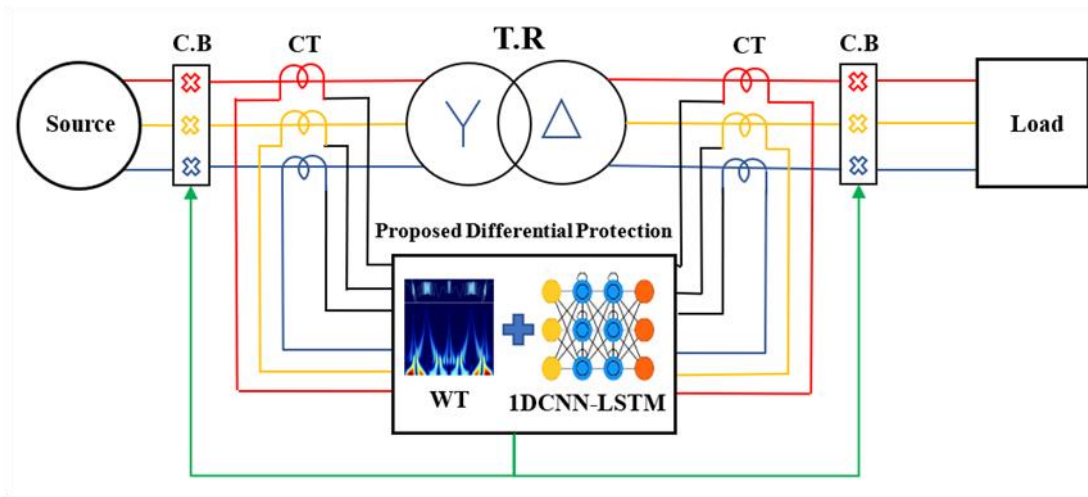 C.B
CT
T.R
CT
C.B
Source
Load
Proposed Differential Protection
WT
1DCNN-LSTM